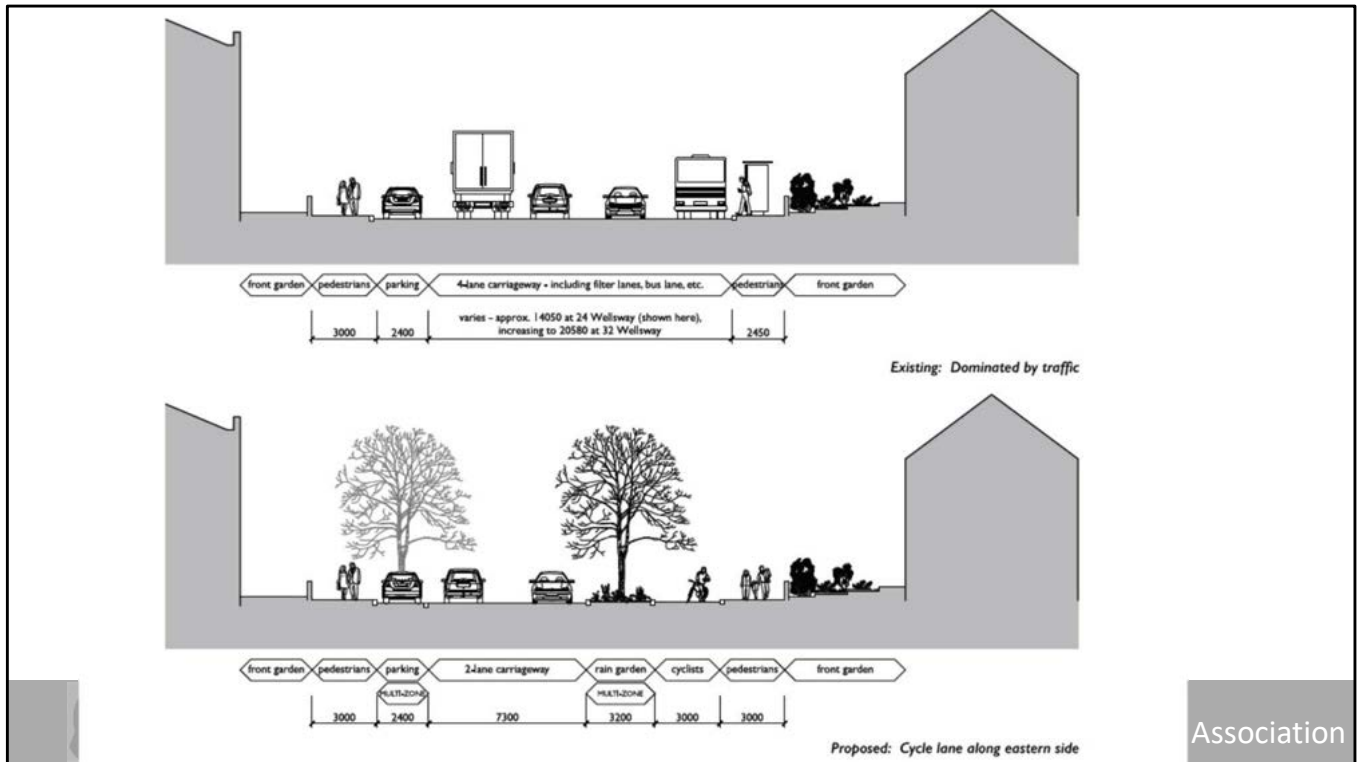 front garden pedestrians parking 4-lane carriageway - including filter lanes, bus lane, etc. pedestrians front garden
varies - approx. 14050 at 24 Wellsway (shown here),
increasing to 20580 at 32 Wellsway
3000 2400 2450
Existing: Dominated by traffic
front garden pedestrians parking 2-lane carriageway rain garden cyclists pedestrians front garden
MULTI-ZONE MULTI-ZONE
3000 2400 7300 3200 3000 3000
Proposed: Cycle lane along eastern side
Association